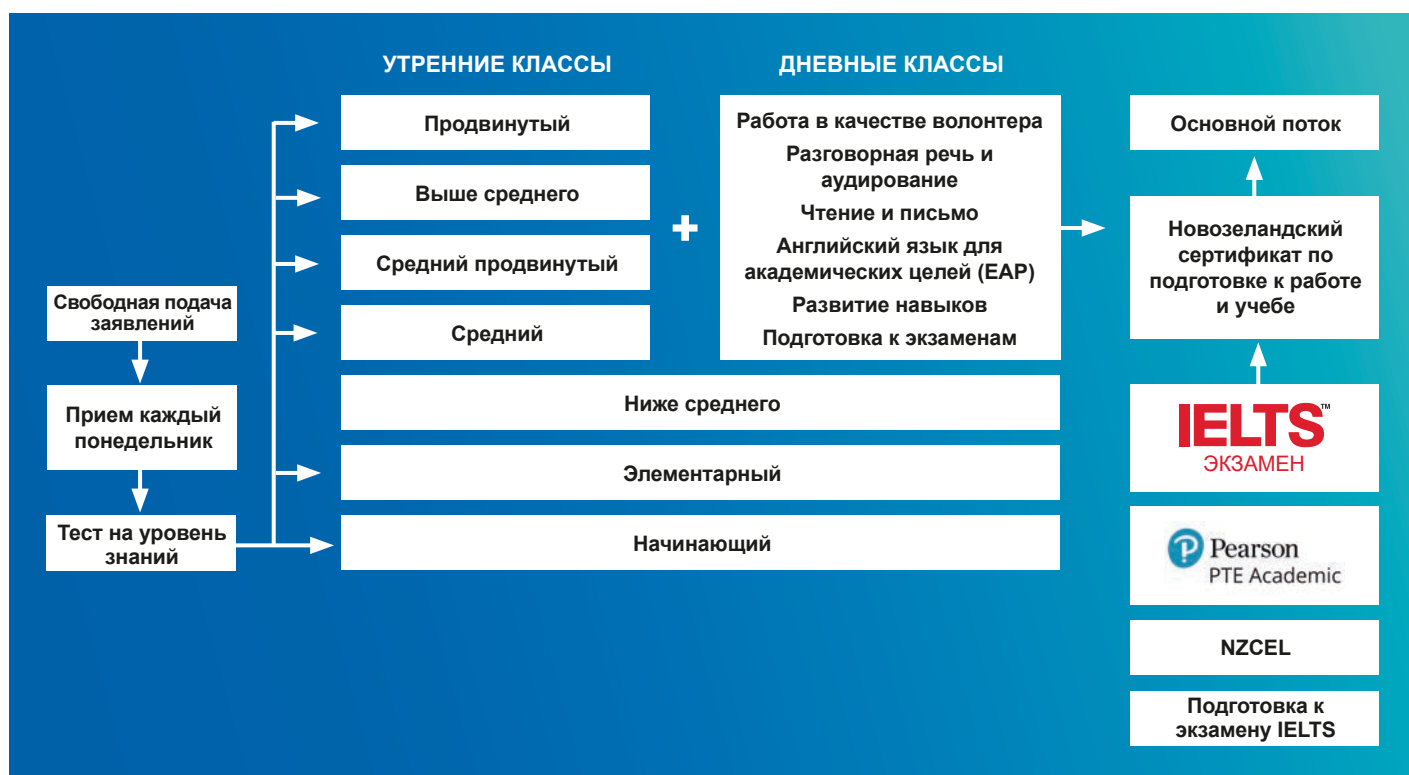 УТРЕННИЕ КЛАССЫ
ДНЕВНЫЕ КЛАССЫ
Свободная подача
заявлений
Прием каждый
понедельник
Тест на уровень
знаний
Продвинутый
Выше среднего
Средний продвинутый
Средний
+
Работа в качестве волонтера
Разговорная речь и
аудирование
Чтение и письмо
Английский язык для
академических целей (EAP)
Развитие навыков
Подготовка к экзаменам
Ниже среднего
Элементарный
Начинающий
Основной поток
Новозеландский
сертификат по
подготовке к работе
и учебе
IELTS™
ЭКЗАМЕН
Pearson
PTE Academic
NZCEL
Подготовка к
экзамену IELTS